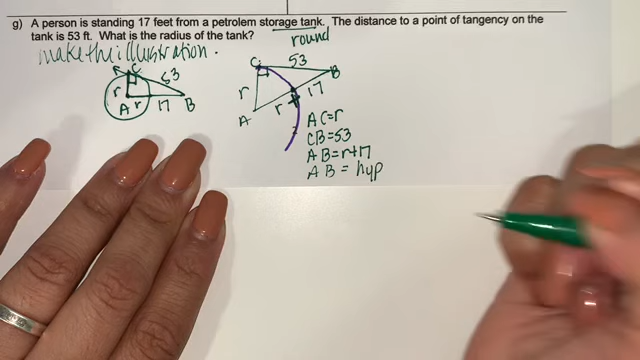 g) A person is standing 17 feet from a petrolem storage tank. The distance to a point of tangency on the
tank is 53 ft. What is the radius of the tank?
round
make the illustration.
C
53
r
A r 17 B
C
53
B
r
17
r
A
AC=r
CB=53
AB=r+17
AB = hyp